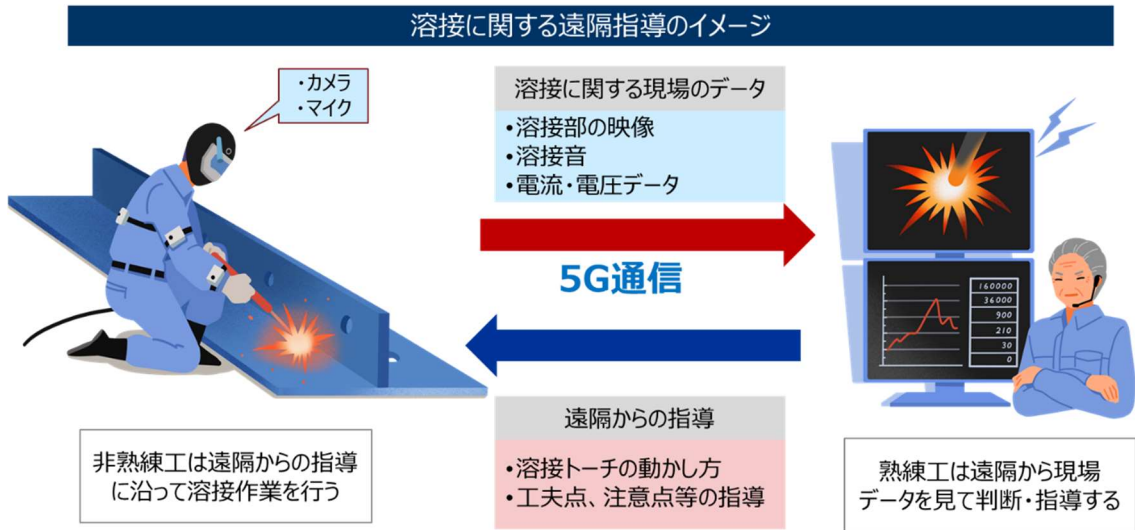 溶接に関する遠隔指導のイメージ
・カメラ
・マイク
溶接に関する現場のデータ
•溶接部の映像
•溶接音
•電流・電圧データ
5G通信
160000
36000
900
210
30
0
遠隔からの指導
•溶接トーチの動かし方
•工夫点、注意点等の指導
非熟練工は遠隔からの指導
に沿って溶接作業を行う
熟練工は遠隔から現場
データを見て判断・指導する